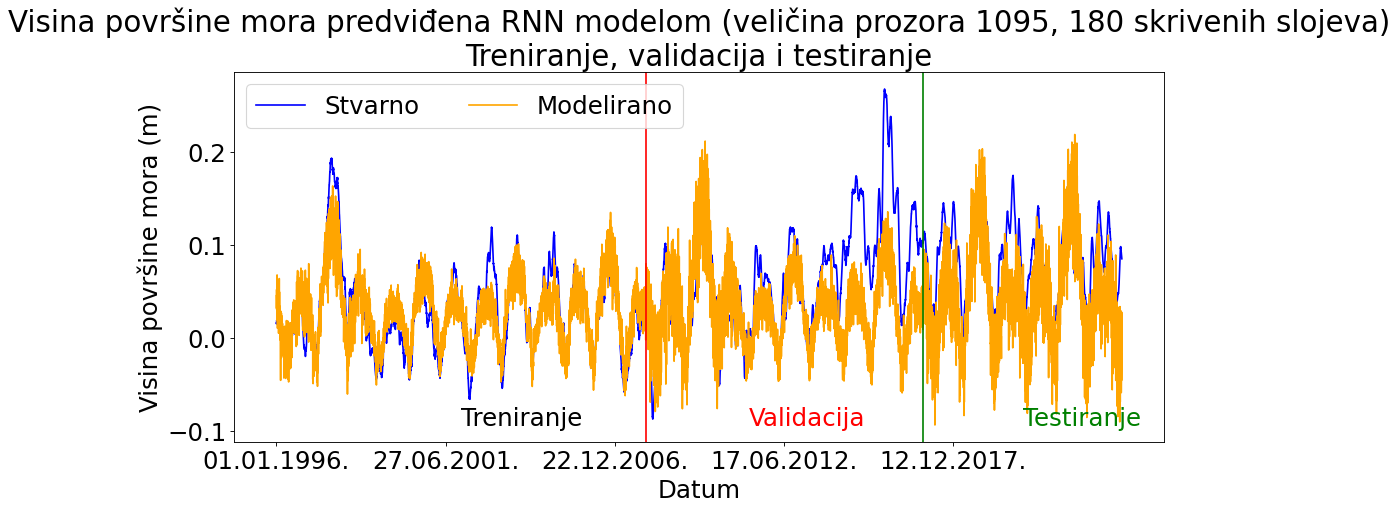 Visina površine mora predviđena RNN modelom (veličina prozora 1095, 180 skrivenih slojeva)
Treniranje, validacija i testiranje
Stvarno
Modelirano
Visina površine mora (m)
0.2
0.1
0.0
−0.1
Treniranje
Validacija
Testiranje
01.01.1996.
27.06.2001.
22.12.2006.
17.06.2012.
12.12.2017.
Datum